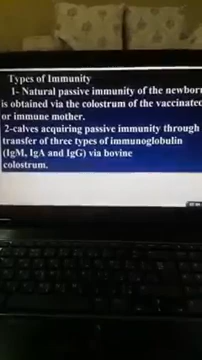 Types of Immunity
1- Natural passive immunity of the newborn
is obtained via the colostrum of the vaccinated
or immune mother.
2-calves acquiring passive immunity through
transfer of three types of immunoglobulin
(IgM, IgA and IgG) via bovine
colostrum.